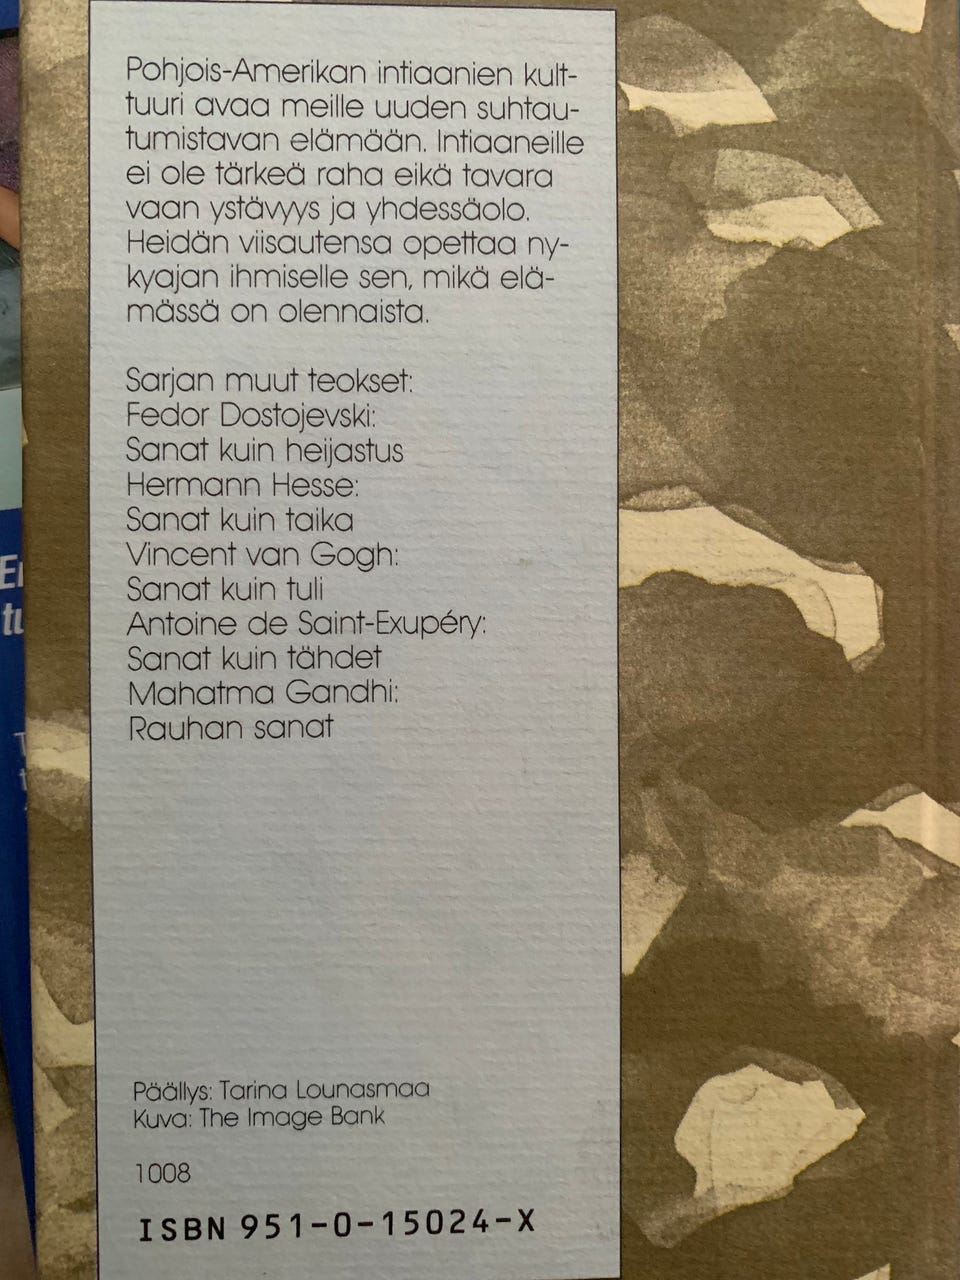 Pohjois-Amerikan intiaanien kult-
tuuri avaa meille uuden suhtau-
tumistavan elämään. Intiaaneille
ei ole tärkeä raha eikä tavara
vaan ystävyys ja yhdessäolo.
Heidän viisautensa opettaa ny-
kyajan ihmiselle sen, mikä elä-
mässä on olennaista.
Sarjan muut teokset:
Fedor Dostojevski:
Sanat kuin heijastus
Hermann Hesse:
Sanat kuin taika
Vincent van Gogh:
Sanat kuin tuli
Antoine de Saint-Exupéry:
Sanat kuin tähdet
Mahatma Gandhi:
Rauhan sanat
Päällys: Tarina Lounasmaa
Kuva: The Image Bank
1008
ISBN 951-0-15024-X